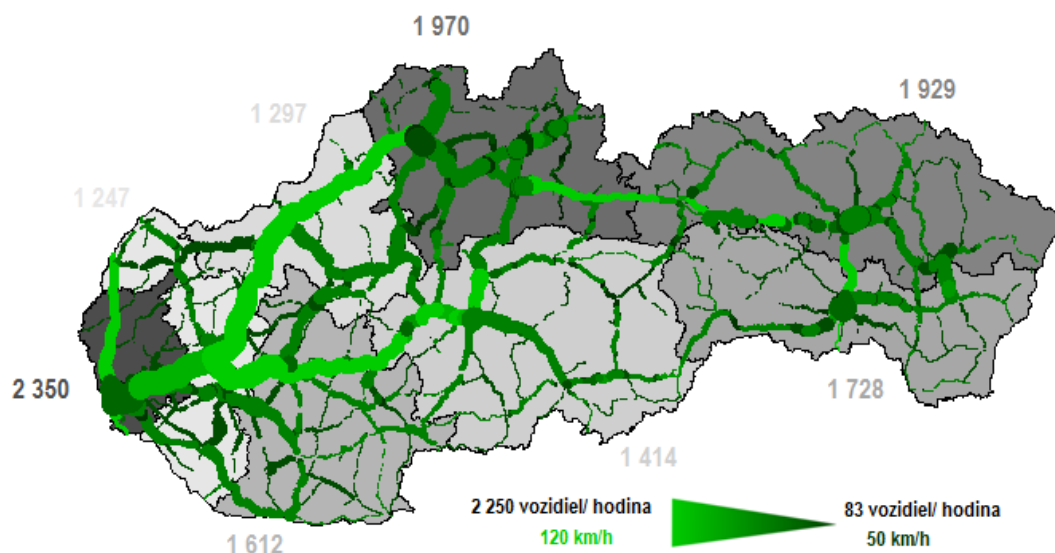 1 970
1 929
1 297
1 247
2 350
1 728
1 414
1 612
2 250 vozidiel/ hodina
120 km/h
83 vozidiel/ hodina
50 km/h